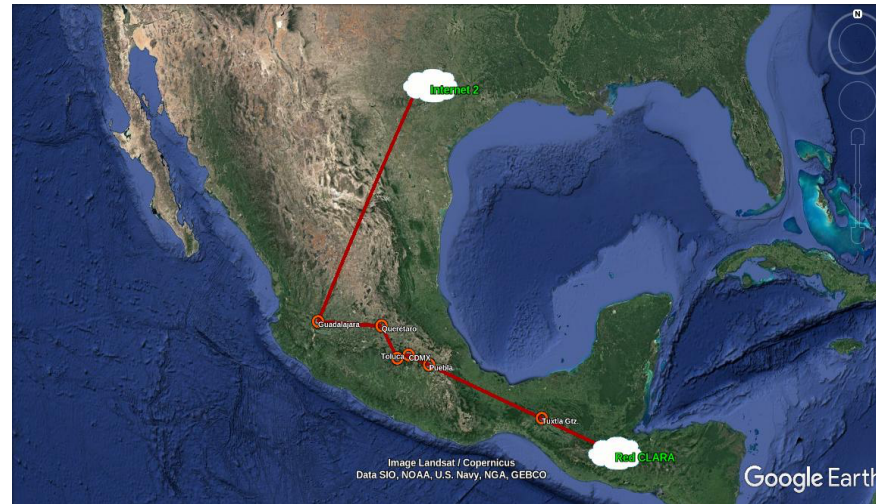 N
Internet 2
Guadalajara
Queretaro
Toluca
CDMX
Puebla
Tuxtla Gtz.
Red CLARA
Image Landsat / Copernicus
Data SIO, NOAA, U.S. Navy, NGA, GEBCO
Google Earth